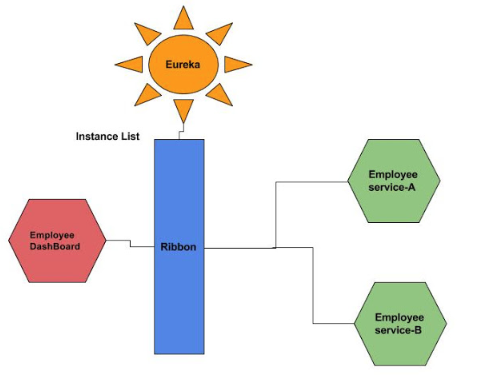 Eureka
Instance List
Employee
service-A
Employee
DashBoard
Ribbon
Employee
service-B